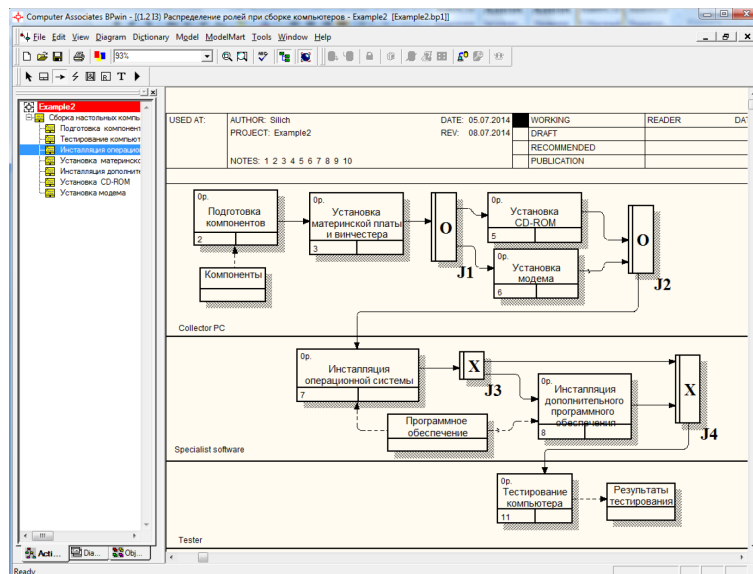 Computer Associates BPwin - [(1.2 I3) Распределение ролей при сборке компьютеров - Example2 [Example2.bp1]]
File Edit View Diagram Dictionary Model ModelMart Tools Window Help
93%
Example2
Сборка настольных компь
Подготовка компонент
Тестирование компьют
Инсталляция операцио
Установка материнско
Инсталляция дополните
Установка CD-ROM
Установка модема
USED AT: AUTHOR: Silich DATE: 05.07.2014 WORKING READER DA
PROJECT: Example2 REV: 08.07.2014 DRAFT
RECOMMENDED
NOTES: 1 2 3 4 5 6 7 8 9 10 PUBLICATION
0р.
Подготовка
компонентов
2
0р.
Установка
материнской платы
и винчестера
3
O
J1
0р.
Установка
CD-ROM
5
0р.
Установка
модема
6
O
J2
Компоненты
Collector PC
0р.
Инсталляция
операционной системы
7
X
J3
0р.
Инсталляция
дополнительного
программного
обеспечения
8
X
J4
Программное
обеспечение
Specialist software
0р.
Тестирование
компьютера
11
Результаты
тестирования
Tester
Acti... Dia... Obj...
Ready